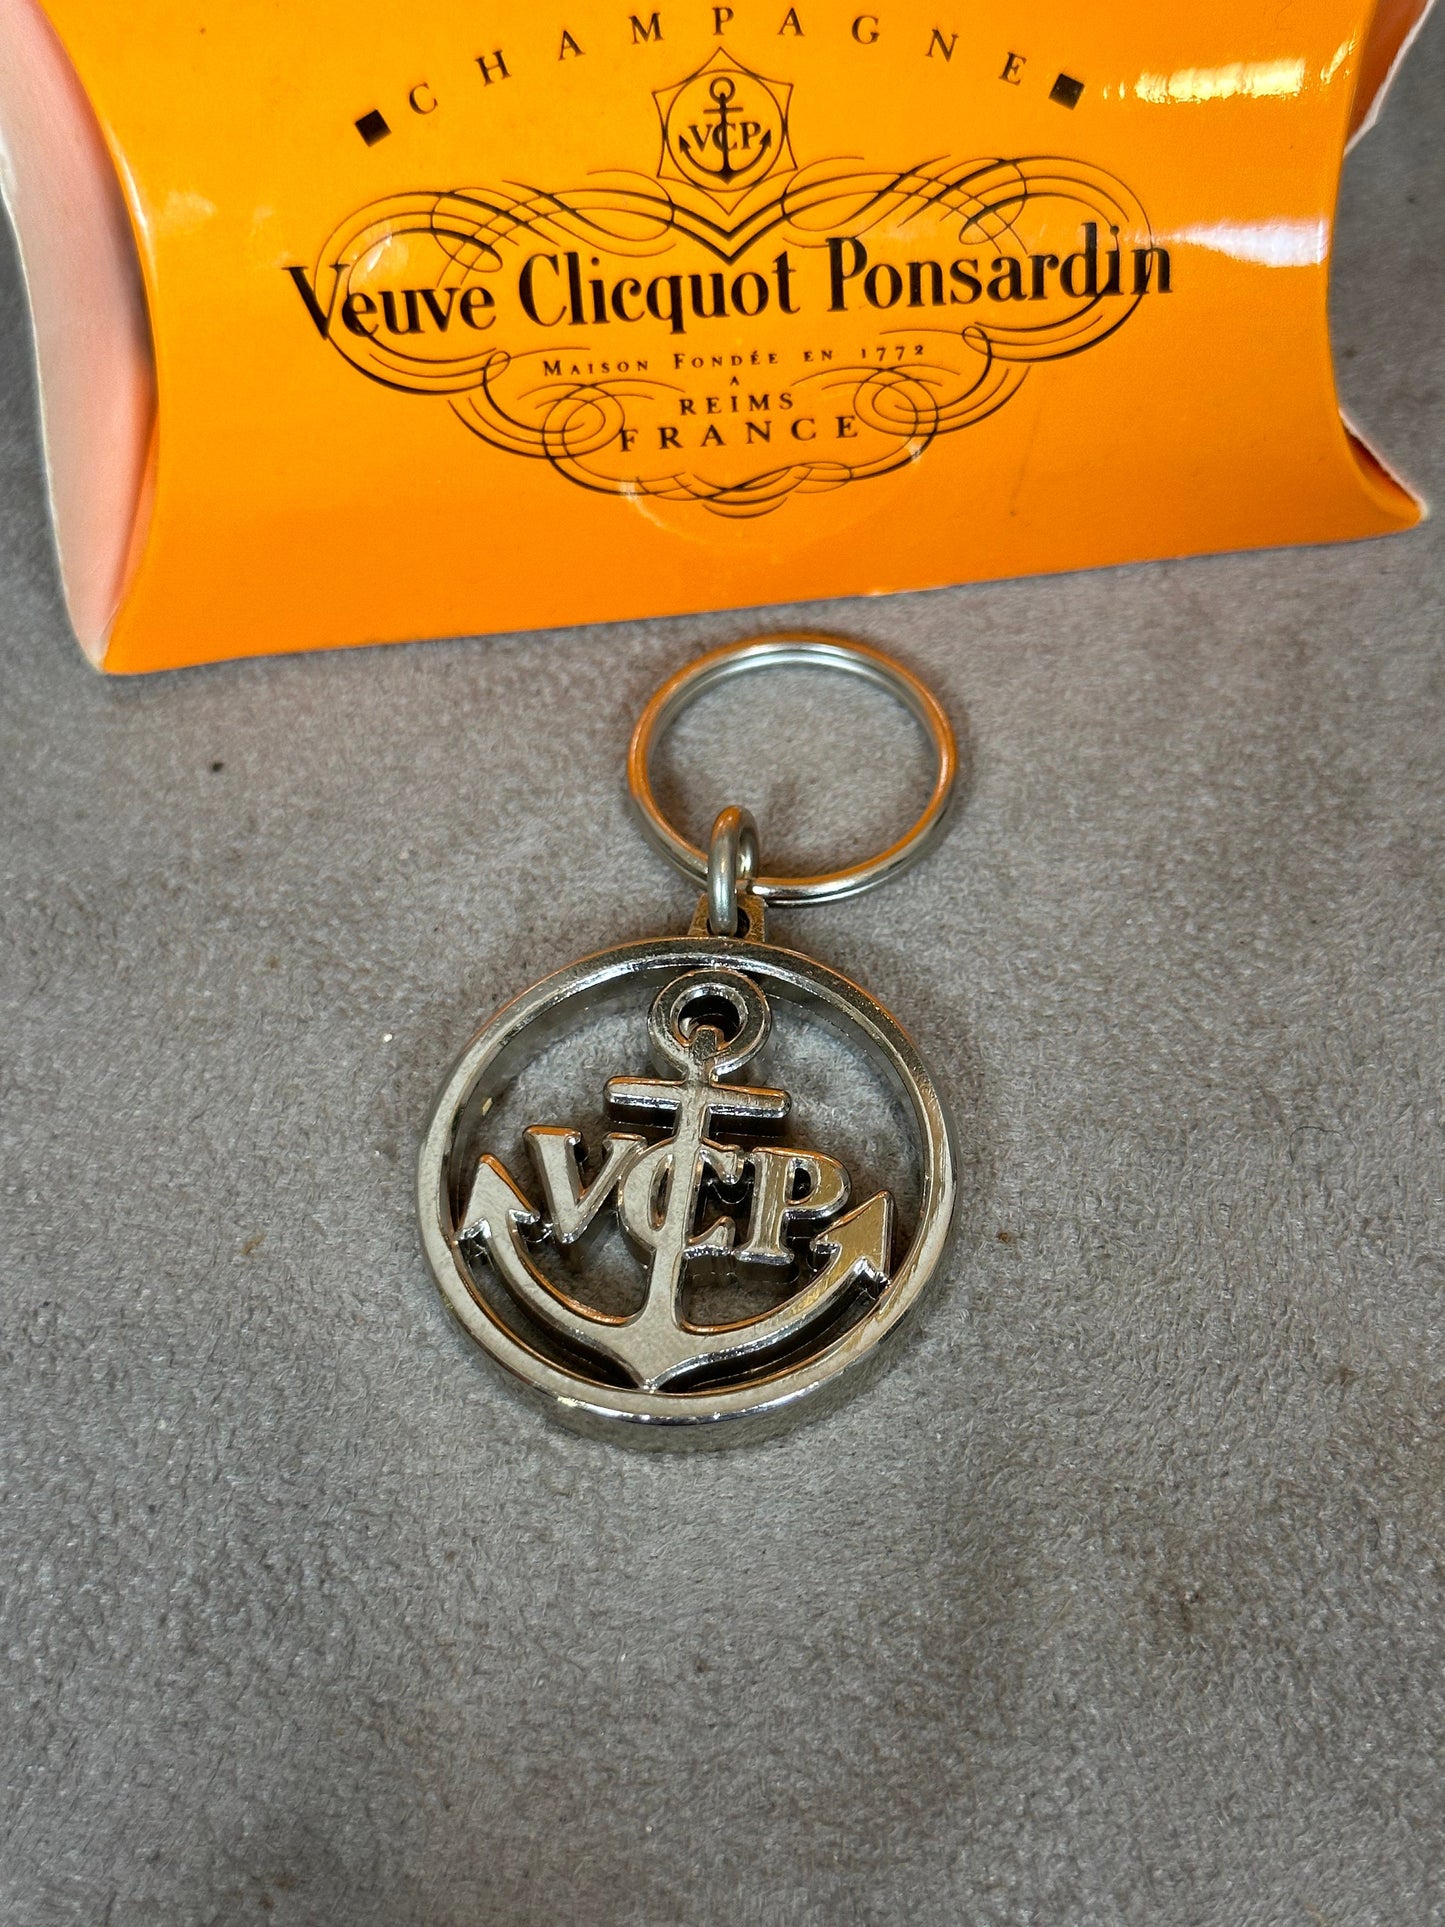 CHAMPAGNE
VCP
Veuve Clicquot Ponsardin
MAISON FONDÉE EN 1772
A
REIMS
FRANCE
VCP